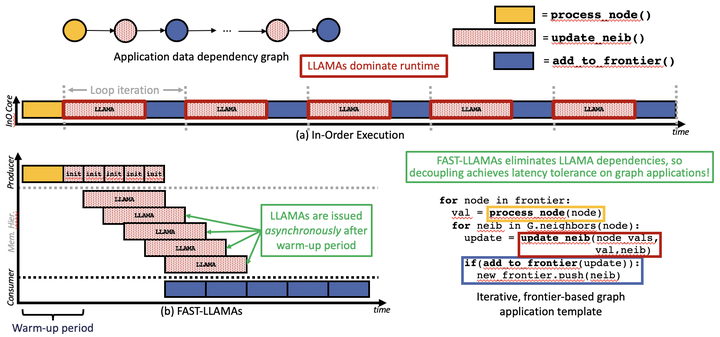 = process_node()
= update_neib()
= add_to_frontier()
...
Application data dependency graph
LLAMAs dominate runtime
Loop iteration
InO Core
LLAMA LLAMA LLAMA LLAMA LLAMA
(a) In-Order Execution
time
Producer
init init init init init
Mem. Hier.
LLAMA
LLAMA
LLAMA
LLAMA
LLAMA
LLAMAs are issued
asynchronously after
warm-up period
Consumer
time
Warm-up period
(b) FAST-LLAMAs
FAST-LLAMAs eliminates LLAMA dependencies, so
decoupling achieves latency tolerance on graph applications!
for node in frontier:
val = process_node(node)
for neib in G.neighbors(node):
update = update_neib(node_vals,
val,neib)
if(add_to_frontier(update)):
new_frontier.push(neib)
Iterative, frontier-based graph
application template